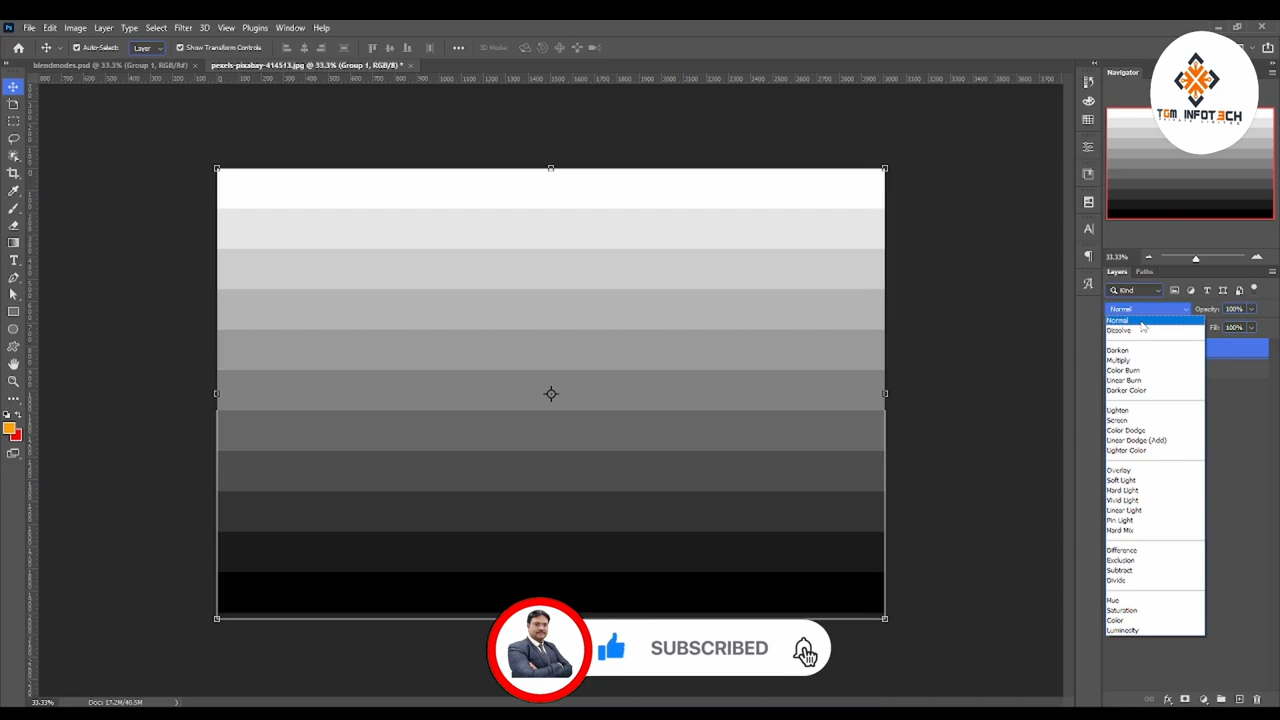 Ps File Edit Image Layer Type Select Filter 3D View Plugins Window Help
Auto-Select: Layer Show Transform Controls 3D Mode:
blendmodes.psd @ 33.3% (Group 1, RGB/8#) × pexels-pixabay-414513.jpg @ 33.3% (Group 1, RGB/8) * ×
Navigator
TGM INFOTECH
PRIVATE LIMITED
33.33%
Layers Paths
Kind
Normal Opacity: 100%
Fill: 100%
Normal
Dissolve
Darken
Multiply
Color Burn
Linear Burn
Darker Color
Lighten
Screen
Color Dodge
Linear Dodge (Add)
Lighter Color
Overlay
Soft Light
Hard Light
Vivid Light
Linear Light
Pin Light
Hard Mix
Difference
Exclusion
Subtract
Divide
Hue
Saturation
Color
Luminosity
SUBSCRIBED
33.33% Doc: 17.2M/40.5M